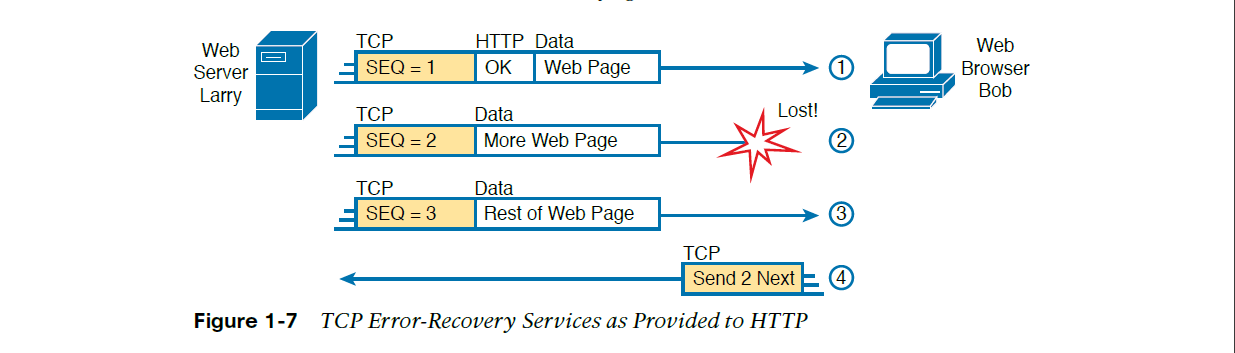 Web
Server
Larry
TCP HTTP Data
SEQ = 1 OK Web Page
1
Web
Browser
Bob
TCP Data
Lost!
SEQ = 2 More Web Page
2
TCP Data
SEQ = 3 Rest of Web Page
3
TCP
Send 2 Next
4
Figure 1-7 TCP Error-Recovery Services as Provided to HTTP